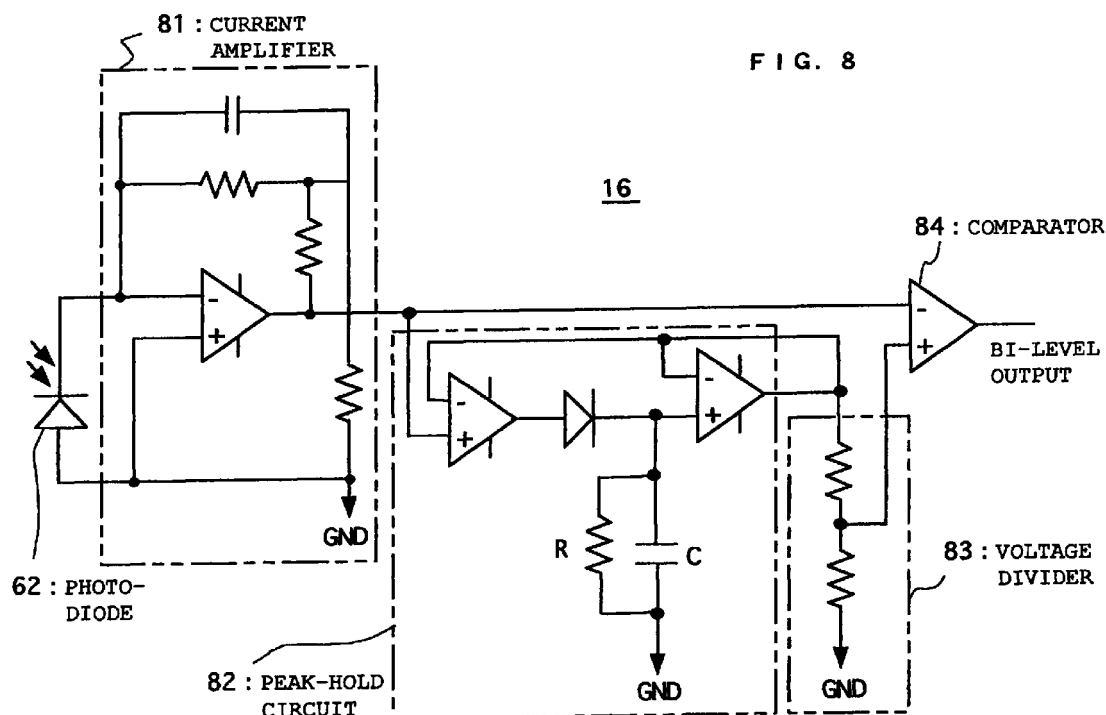 81 : CURRENT
AMPLIFIER
FIG. 8
16
84 : COMPARATOR
-
+
-
+
BI-LEVEL
OUTPUT
-
+
-
+
GND
R
C
83 : VOLTAGE
DIVIDER
62 : PHOTO-
DIODE
82 : PEAK-HOLD
CIRCUIT
GND
GND